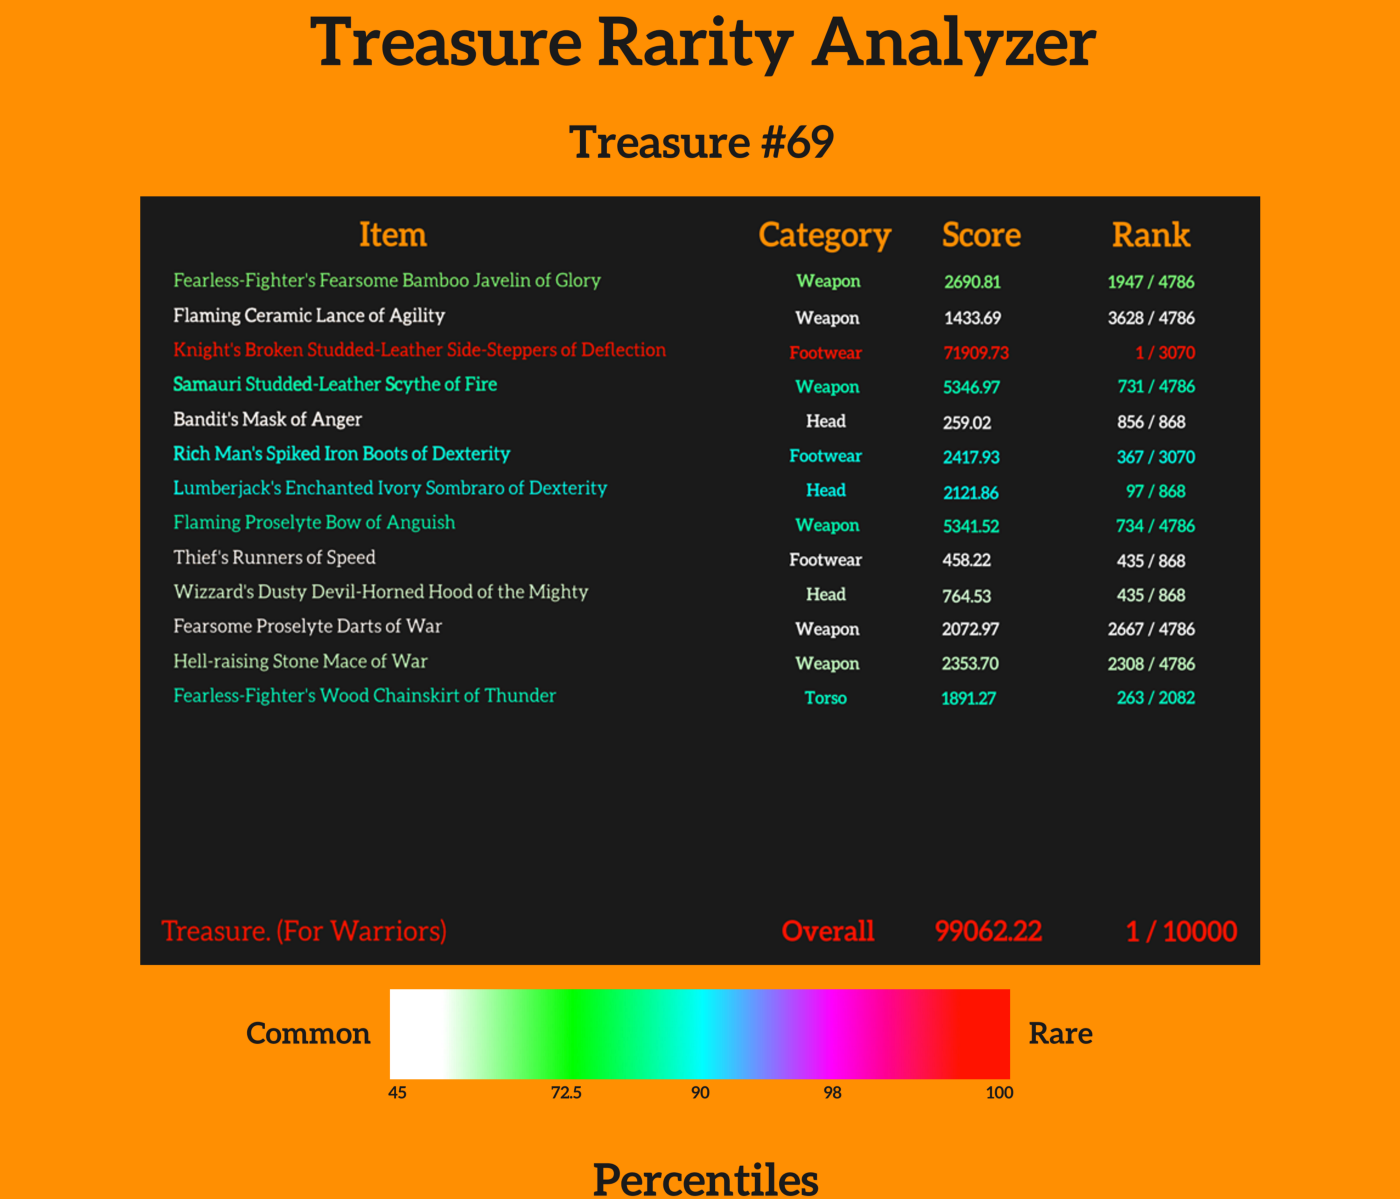 Treasure Rarity Analyzer
Treasure #69
Item Category Score Rank
Fearless-Fighter's Fearsome Bamboo Javelin of Glory Weapon 2690.81 1947 / 4786
Flaming Ceramic Lance of Agility Weapon 1433.69 3628 / 4786
Knight's Broken Studded-Leather Side-Steppers of Deflection Footwear 71909.73 1 / 3070
Samauri Studded-Leather Scythe of Fire Weapon 5346.97 731 / 4786
Bandit's Mask of Anger Head 259.02 856 / 868
Rich Man's Spiked Iron Boots of Dexterity Footwear 2417.93 367 / 3070
Lumberjack's Enchanted Ivory Sombraro of Dexterity Head 2121.86 97 / 868
Flaming Proselyte Bow of Anguish Weapon 5341.52 734 / 4786
Thief's Runners of Speed Footwear 458.22 435 / 868
Wizzard's Dusty Devil-Horned Hood of the Mighty Head 764.53 435 / 868
Fearsome Proselyte Darts of War Weapon 2072.97 2667 / 4786
Hell-raising Stone Mace of War Weapon 2353.70 2308 / 4786
Fearless-Fighter's Wood Chainskirt of Thunder Torso 1891.27 263 / 2082
Treasure. (For Warriors) Overall 99062.22 1 / 10000
Common Rare
45 72.5 90 98 100
Percentiles